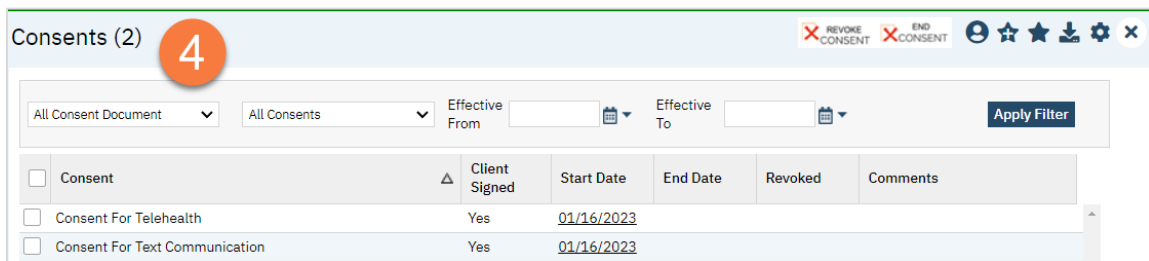 Consents (2)
4
REVOKE CONSENT
END CONSENT
All Consent Document
All Consents
Effective From
Effective To
Apply Filter
Consent
Client Signed
Start Date
End Date
Revoked
Comments
Consent For Telehealth Yes 01/16/2023
Consent For Text Communication Yes 01/16/2023